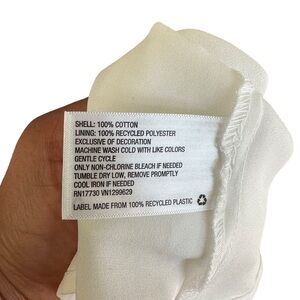 SHELL: 100% COTTON
LINING: 100% RECYCLED POLYESTER
EXCLUSIVE OF DECORATION
MACHINE WASH COLD WITH LIKE COLORS
GENTLE CYCLE
ONLY NON-CHLORINE BLEACH IF NEEDED
TUMBLE DRY LOW, REMOVE PROMPTLY
COOL IRON IF NEEDED
RN17730 VN1299629
LABEL MADE FROM 100% RECYCLED PLASTIC